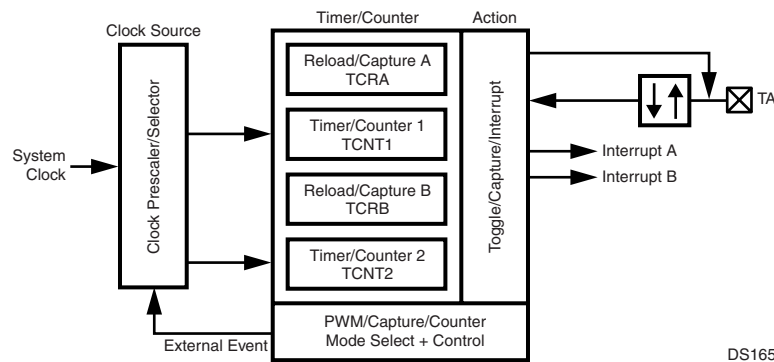 Timer/Counter
Action
Clock Source
Reload/Capture A
TCRA
TA
Timer/Counter 1
TCNT1
System
Clock
Clock Prescaler/Selector
Toggle/Capture/Interrupt
Interrupt A
Interrupt B
Reload/Capture B
TCRB
Timer/Counter 2
TCNT2
PWM/Capture/Counter
Mode Select + Control
External Event
DS165